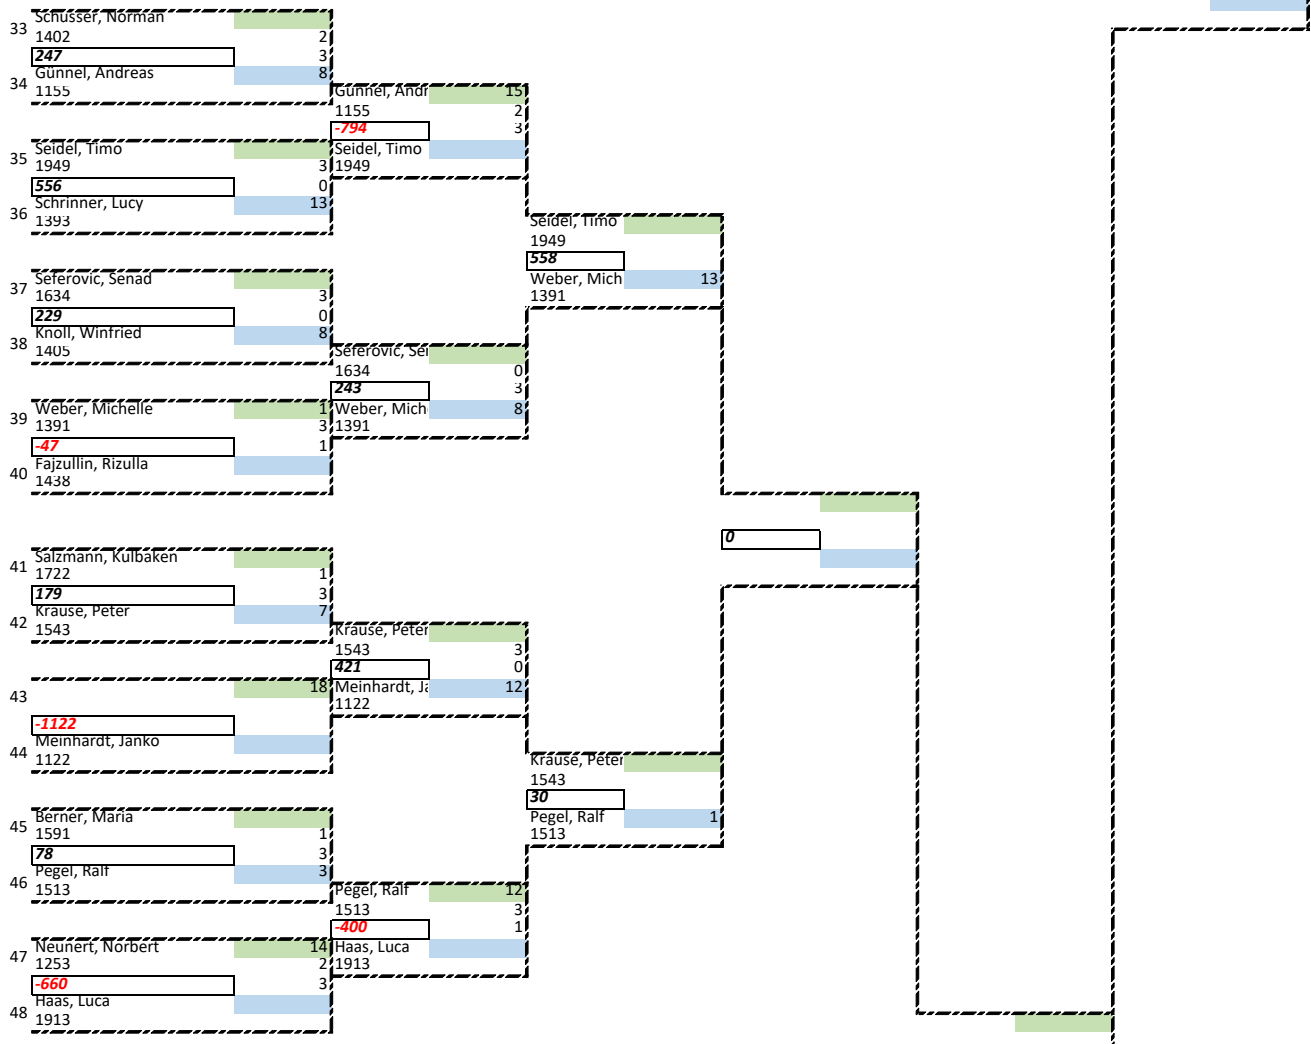 33 Schusser, Norman
1402 2
247 3
34 Günnel, Andreas 8
1155
35 Seidel, Timo
1949 3
556 0
36 Schrinner, Lucy 13
1393
37 Seferovic, Senad
1634 3
229 0
38 Knoll, Winfried 8
1405
39 Weber, Michelle 1
1391 3
-47 1
40 Fajzullin, Rizulla
1438
41 Salzmann, Kulbaken
1722 1
179 3
42 Krause, Peter 7
1543
43 18
-1122
44 Meinhardt, Janko
1122
45 Berner, Maria
1591 1
78 3
46 Pegel, Ralf 3
1513
47 Neunert, Norbert 14
1253 2
-660 3
48 Haas, Luca
1913
Günnel, Andr 15
1155 2
-794 3
Seidel, Timo
1949
Seferovic, Sei
1634 0
243 3
Weber, Mich 8
1391
Krause, Peter
1543 3
421 0
Meinhardt, Ja 12
1122
Pegel, Ralf 12
1513 3
-400 1
Haas, Luca
1913
Seidel, Timo
1949
558
Weber, Mich 13
1391
Krause, Peter
1543
30
Pegel, Ralf 1
1513
0